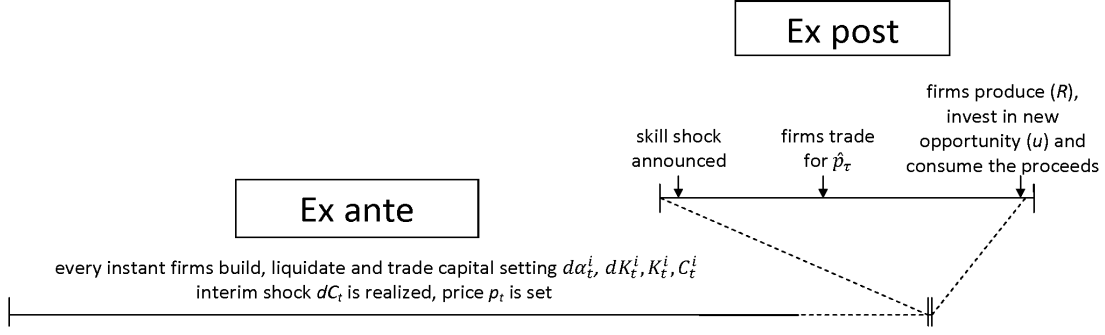 Ex post
firms produce (R),
invest in new
opportunity (u) and
consume the proceeds
skill shock
announced
firms trade
for p̂_τ
Ex ante
every instant firms build, liquidate and trade capital setting dα_t^i, dK_t^i, K_t^i, C_t^i
interim shock dC_t is realized, price p_t is set